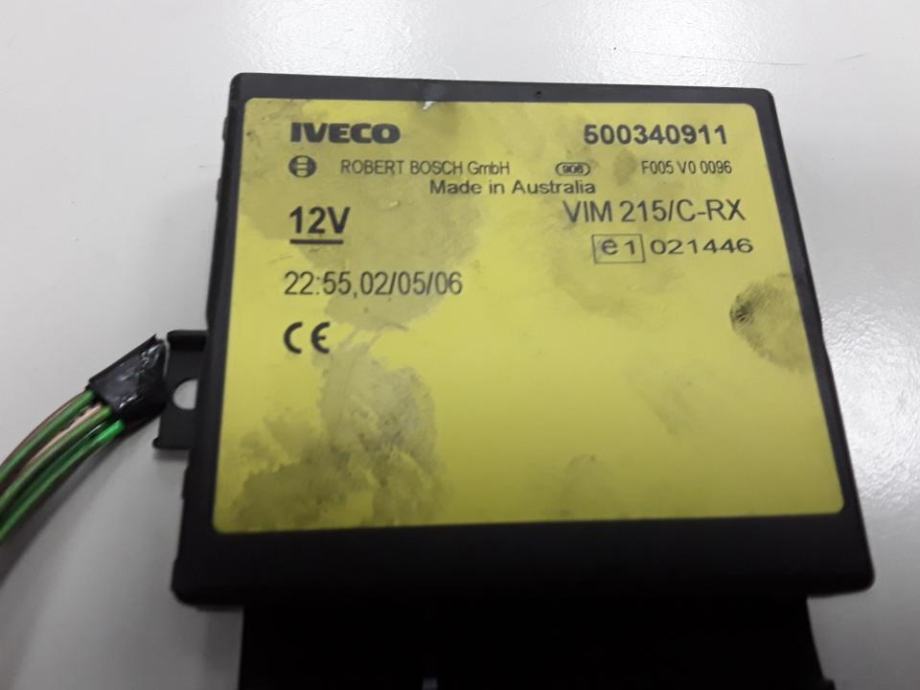 IVECO 500340911
ROBERT BOSCH GmbH 906 F005 V0 0096
Made in Australia
12V VIM 215/C-RX
e1 021446
22:55,02/05/06
CE